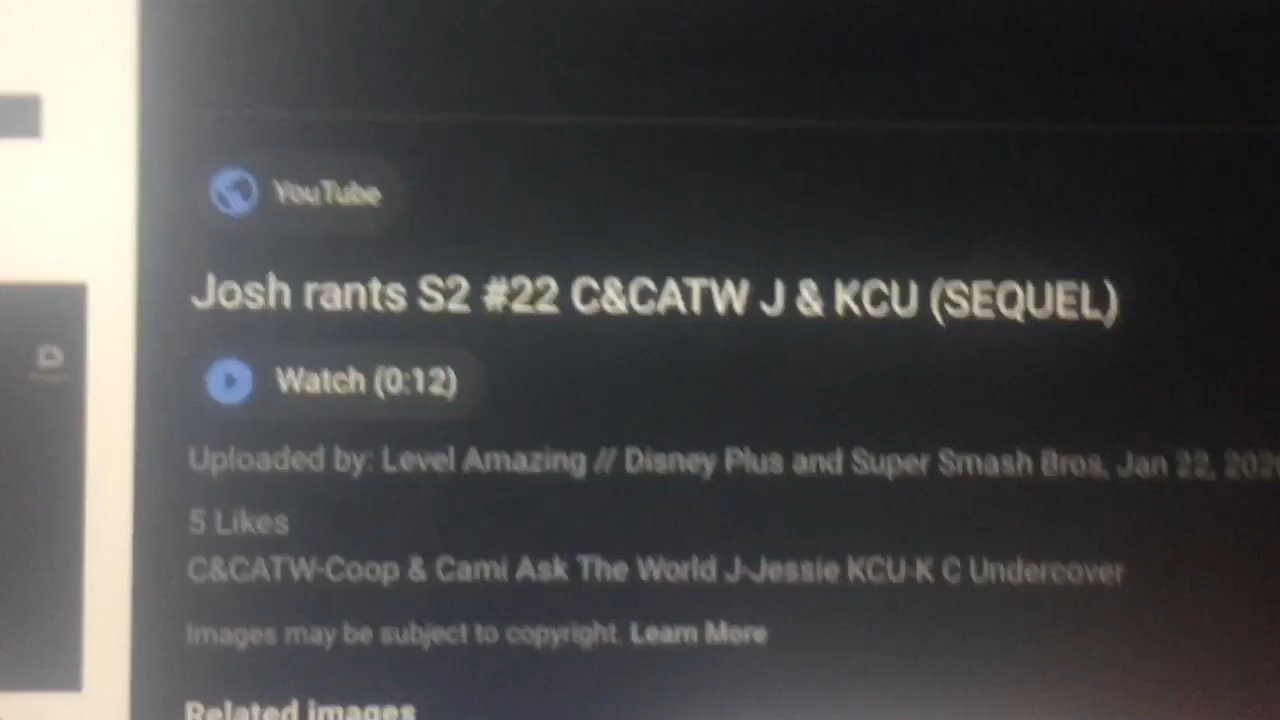 YouTube
Josh rants S2 #22 C&CATW J & KCU (SEQUEL)
Watch (0:12)
Uploaded by: Level Amazing // Disney Plus and Super Smash Bros, Jan 22,
5 Likes
C&CATW-Coop & Cami Ask The World J-Jessie KCU-K C Undercover
Images may be subject to copyright. Learn More
Related images